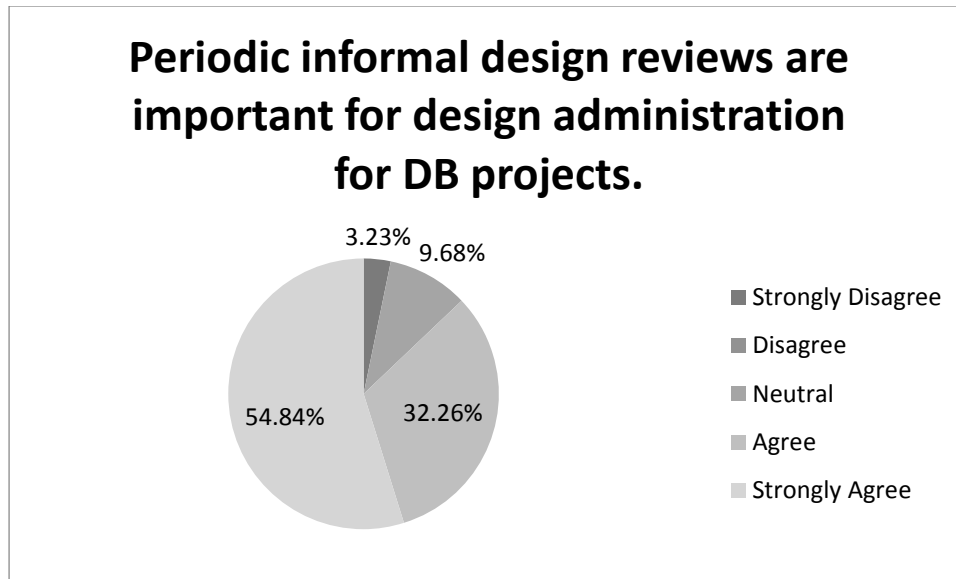 Periodic informal design reviews are
important for design administration
for DB projects.
3.23%
9.68%
32.26%
54.84%
Strongly Disagree
Disagree
Neutral
Agree
Strongly Agree